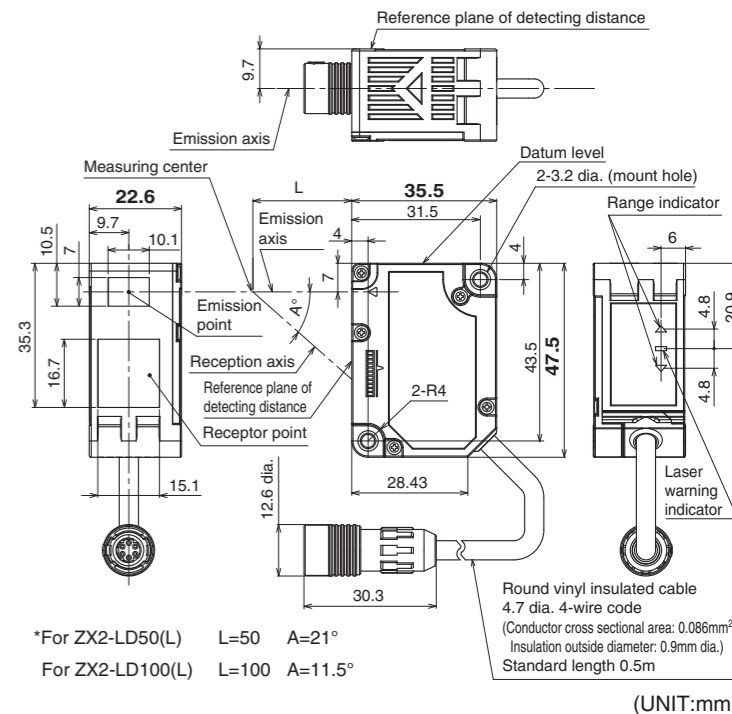 Reference plane of detecting distance
9.7
Emission axis
Measuring center
Datum level
2-3.2 dia. (mount hole)
L
35.5
22.6
31.5
Range indicator
9.7
Emission
axis
4
6
10.5
7
10.1
7
4
4.8
20.9
Emission
point
A°
35.3
16.7
Reception axis
Reference plane of
detecting distance
2-R4
43.5
47.5
4.8
Receptor point
15.1
28.43
Laser
warning
indicator
12.6 dia.
30.3
Round vinyl insulated cable
4.7 dia. 4-wire code
(Conductor cross sectional area: 0.086mm²
Insulation outside diameter: 0.9mm dia.)
Standard length 0.5m
*For ZX2-LD50(L) L=50 A=21°
For ZX2-LD100(L) L=100 A=11.5°
(UNIT:mm